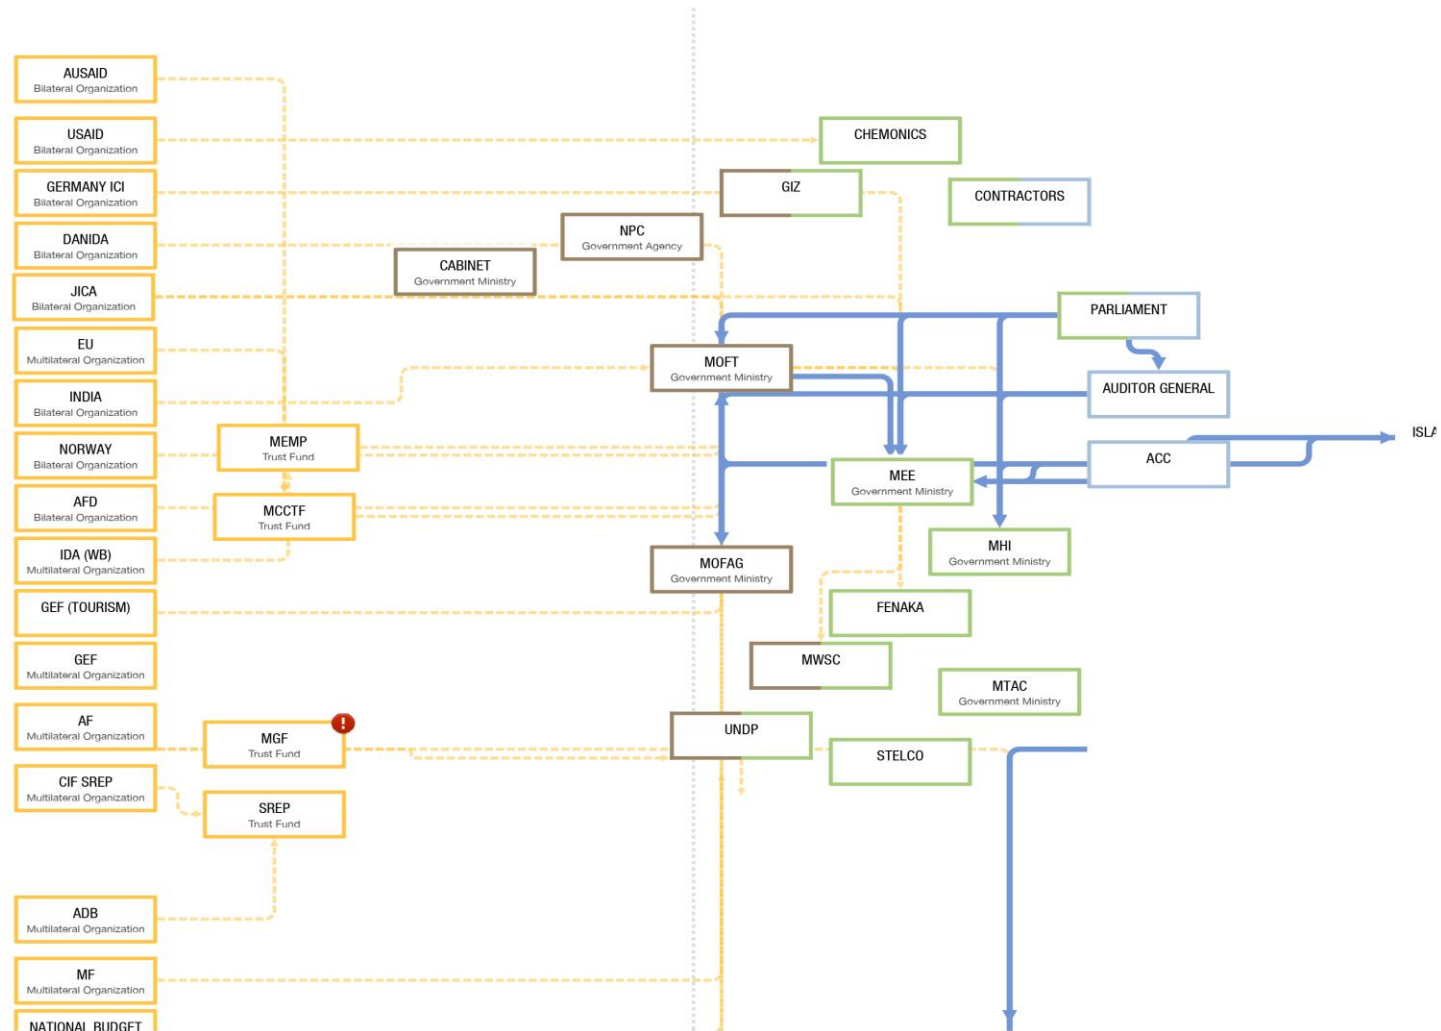 AUSAID
Bilateral Organization
USAID
Bilateral Organization
CHEMONICS
GERMANY ICI
Bilateral Organization
GIZ
CONTRACTORS
DANIDA
Bilateral Organization
NPC
Government Agency
CABINET
Government Ministry
JICA
Bilateral Organization
PARLIAMENT
EU
Multilateral Organization
MOFT
Government Ministry
INDIA
Bilateral Organization
AUDITOR GENERAL
NORWAY
Bilateral Organization
MEMP
Trust Fund
ISLA
ACC
MEE
Government Ministry
AFD
Bilateral Organization
MCCTF
Trust Fund
IDA (WB)
Multilateral Organization
MOFAG
Government Ministry
MHI
Government Ministry
GEF (TOURISM)
FENAKA
GEF
Multilateral Organization
MWSC
MTAC
Government Ministry
AF
Multilateral Organization
MGF
Trust Fund
!
UNDP
STELCO
CIF SREP
Multilateral Organization
SREP
Trust Fund
ADB
Multilateral Organization
MF
Multilateral Organization
NATIONAL BUDGET